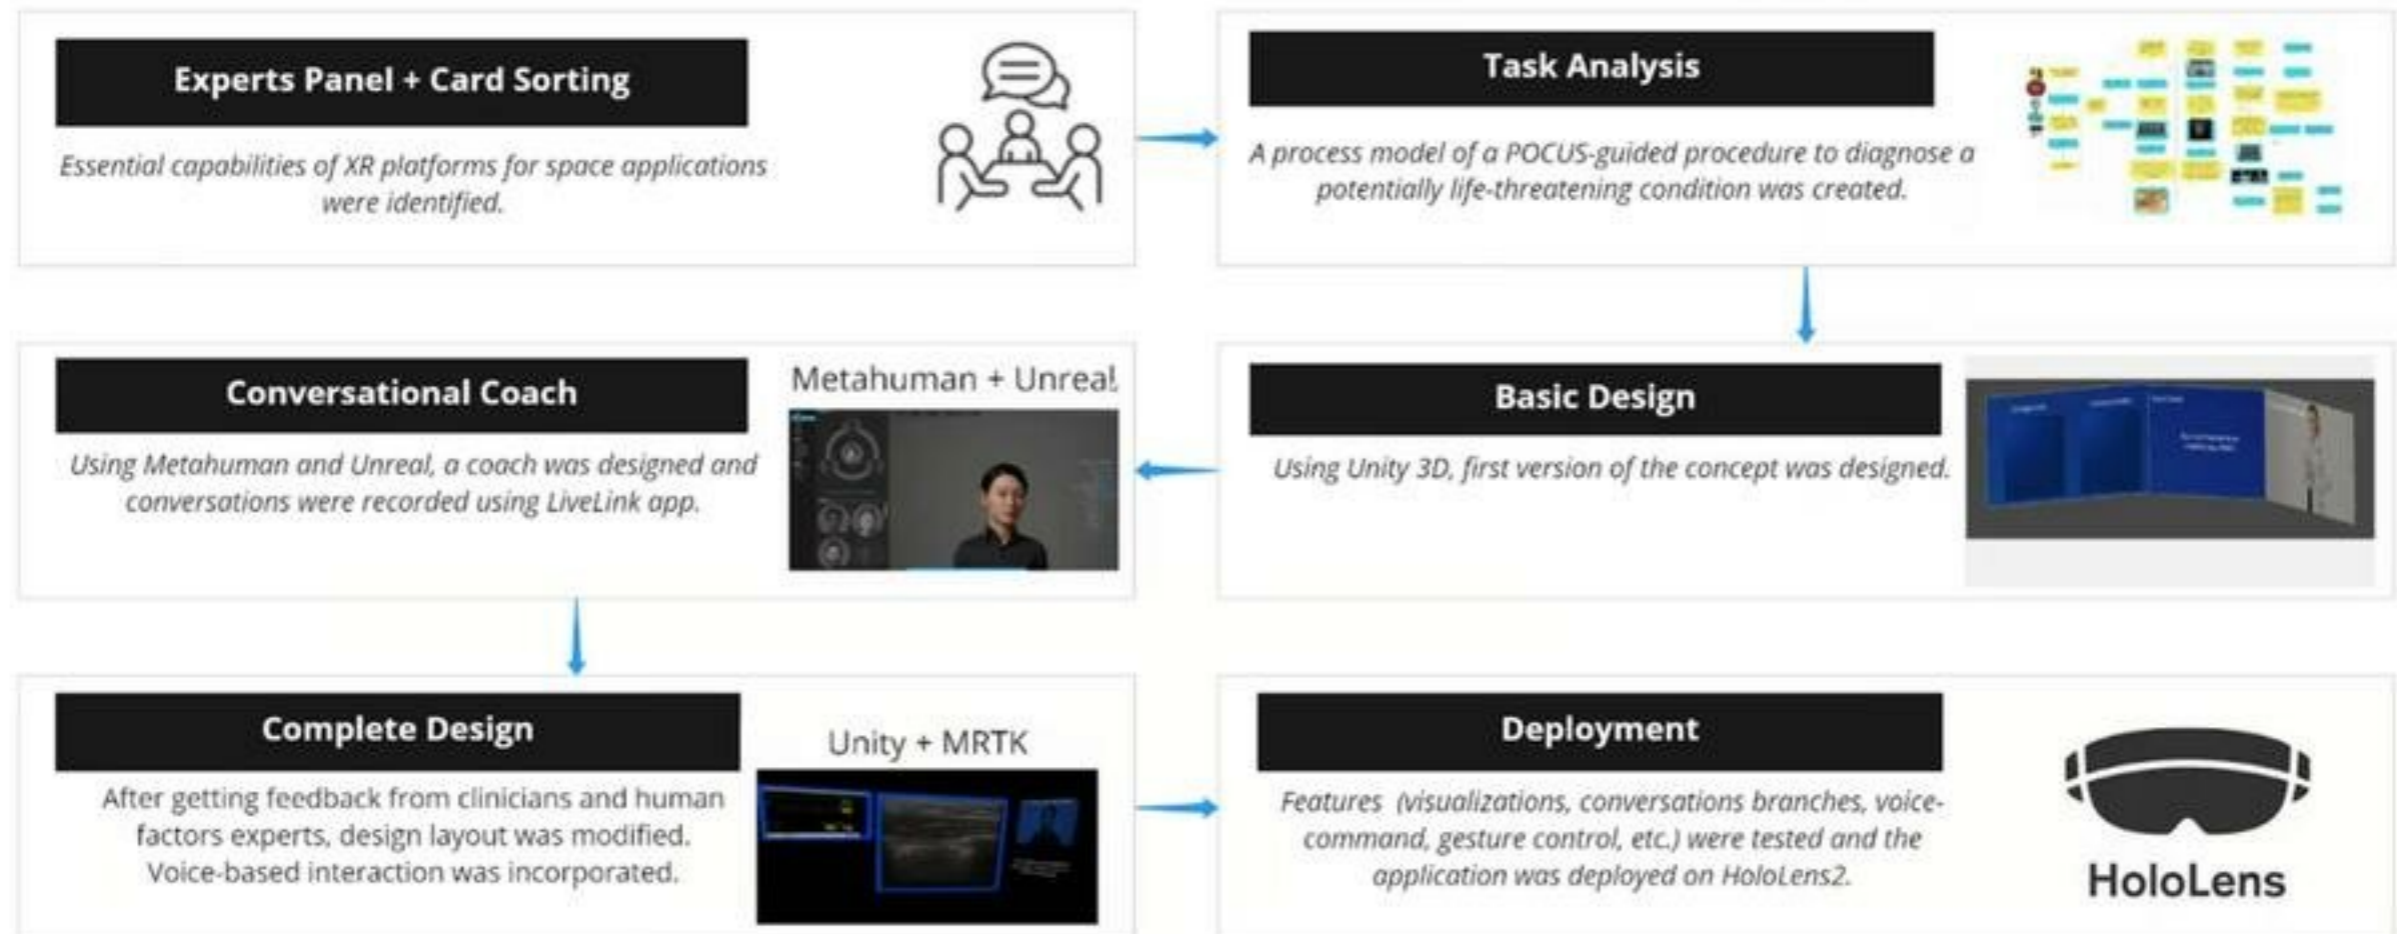 Experts Panel + Card Sorting
Essential capabilities of XR platforms for space applications
were identified.
Task Analysis
A process model of a POCUS-guided procedure to diagnose a
potentially life-threatening condition was created.
Basic Design
Using Unity 3D, first version of the concept was designed.
Conversational Coach
Metahuman + Unreal
Using Metahuman and Unreal, a coach was designed and
conversations were recorded using LiveLink app.
Complete Design
Unity + MRTK
After getting feedback from clinicians and human
factors experts, design layout was modified.
Voice-based interaction was incorporated.
Deployment
Features (visualizations, conversations branches, voice-
command, gesture control, etc.) were tested and the
application was deployed on HoloLens2.
HoloLens